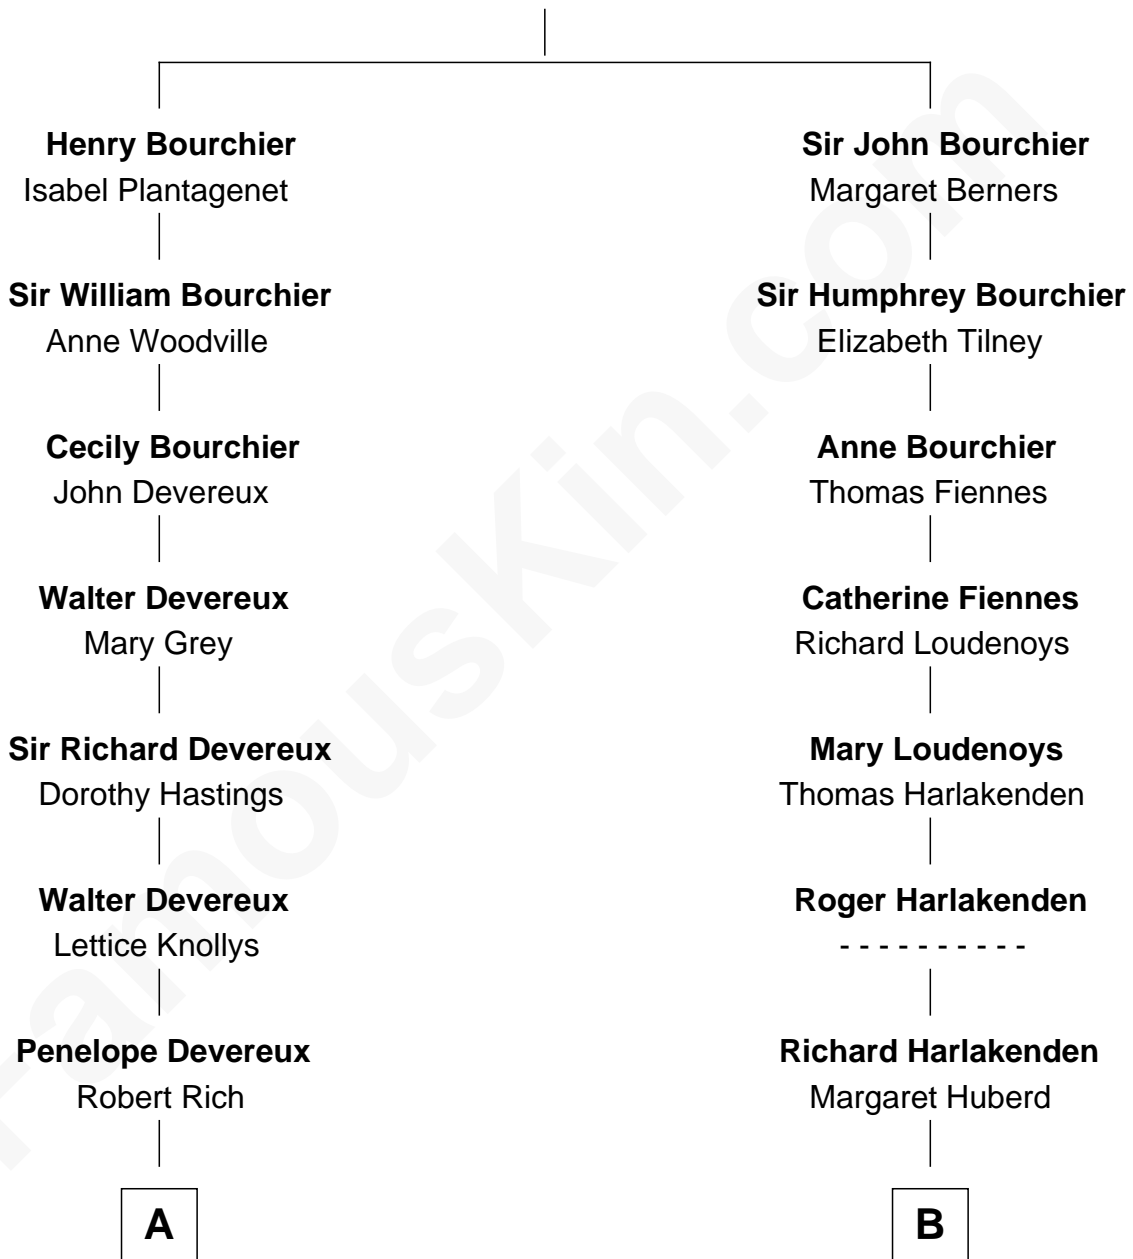 Henry Bourchier
Isabel Plantagenet
Sir William Bourchier
Anne Woodville
Cecily Bourchier
John Devereux
Walter Devereux
Mary Grey
Sir Richard Devereux
Dorothy Hastings
Walter Devereux
Lettice Knollys
Penelope Devereux
Robert Rich
A
Sir John Bourchier
Margaret Berners
Sir Humphrey Bourchier
Elizabeth Tilney
Anne Bourchier
Thomas Fiennes
Catherine Fiennes
Richard Loudenoys
Mary Loudenoys
Thomas Harlakenden
Roger Harlakenden
- - - - - - - - - -
Richard Harlakenden
Margaret Huberd
B
FamousKin.com